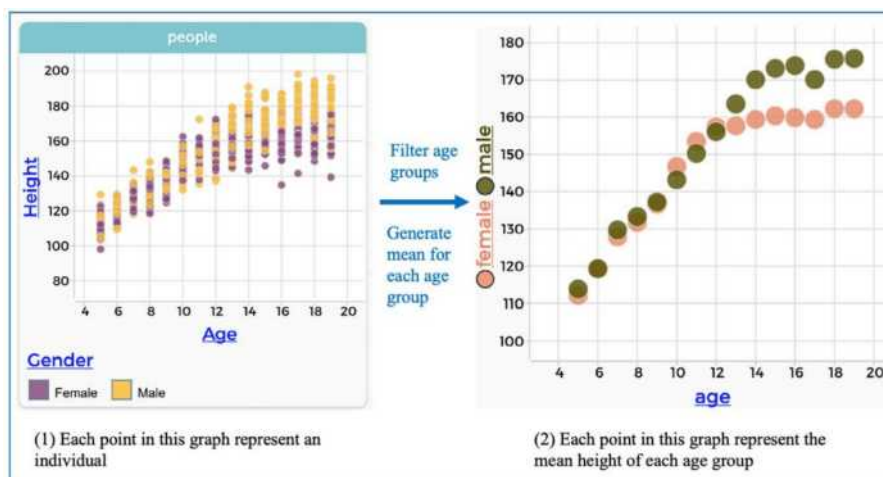 people
200
180
160
140
120
100
80
4 6 8 10 12 14 16 18 20
Height
Age
Gender
Female Male
Filter age
groups
Generate
mean for
each age
group
180
170
160
150
140
130
120
110
100
female male
4 6 8 10 12 14 16 18 20
age
(1) Each point in this graph represent an
individual
(2) Each point in this graph represent the
mean height of each age group